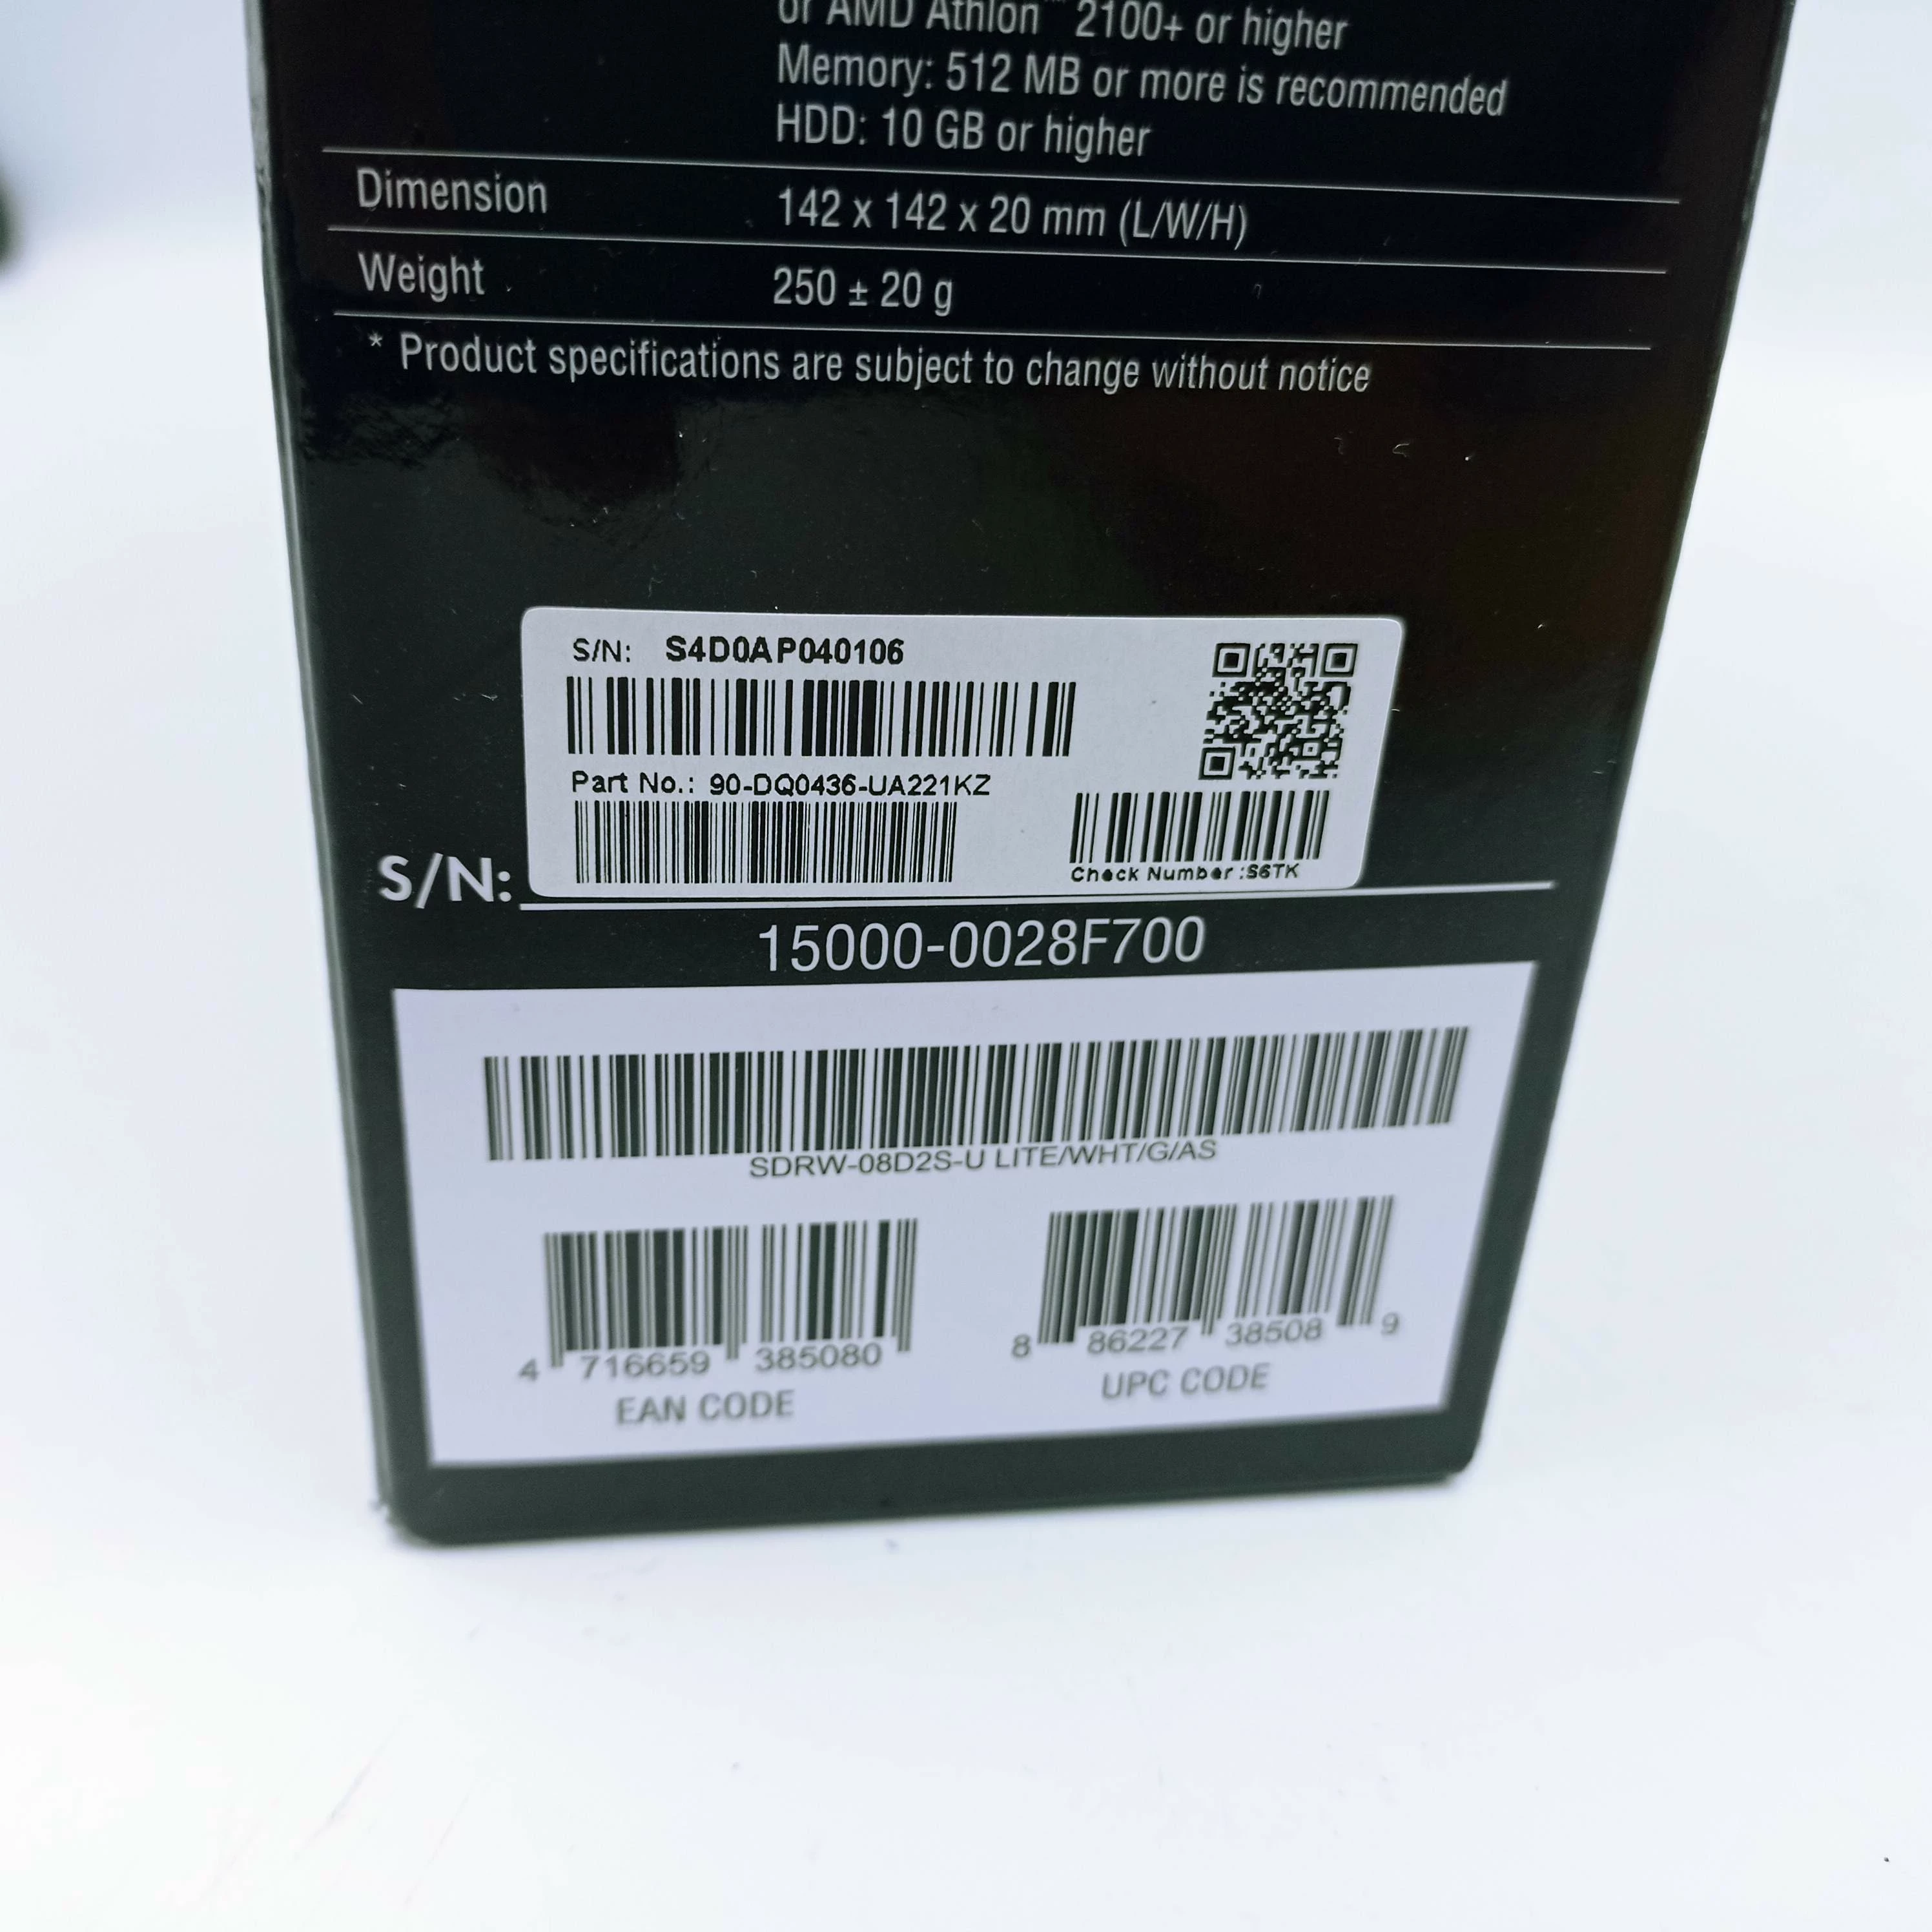 or AMD Athlon™ 2100+ or higher
Memory: 512 MB or more is recommended
HDD: 10 GB or higher
Dimension 142 x 142 x 20 mm (L/W/H)
Weight 250 ± 20 g
* Product specifications are subject to change without notice
S/N: S4D0AP040106
Part No.: 90-DQ0436-UA221KZ
Check Number :S6TK
S/N:
15000-0028F700
SDRW-08D2S-U LITE/WHT/G/AS
4 716659 385080
EAN CODE
8 86227 38508 9
UPC CODE